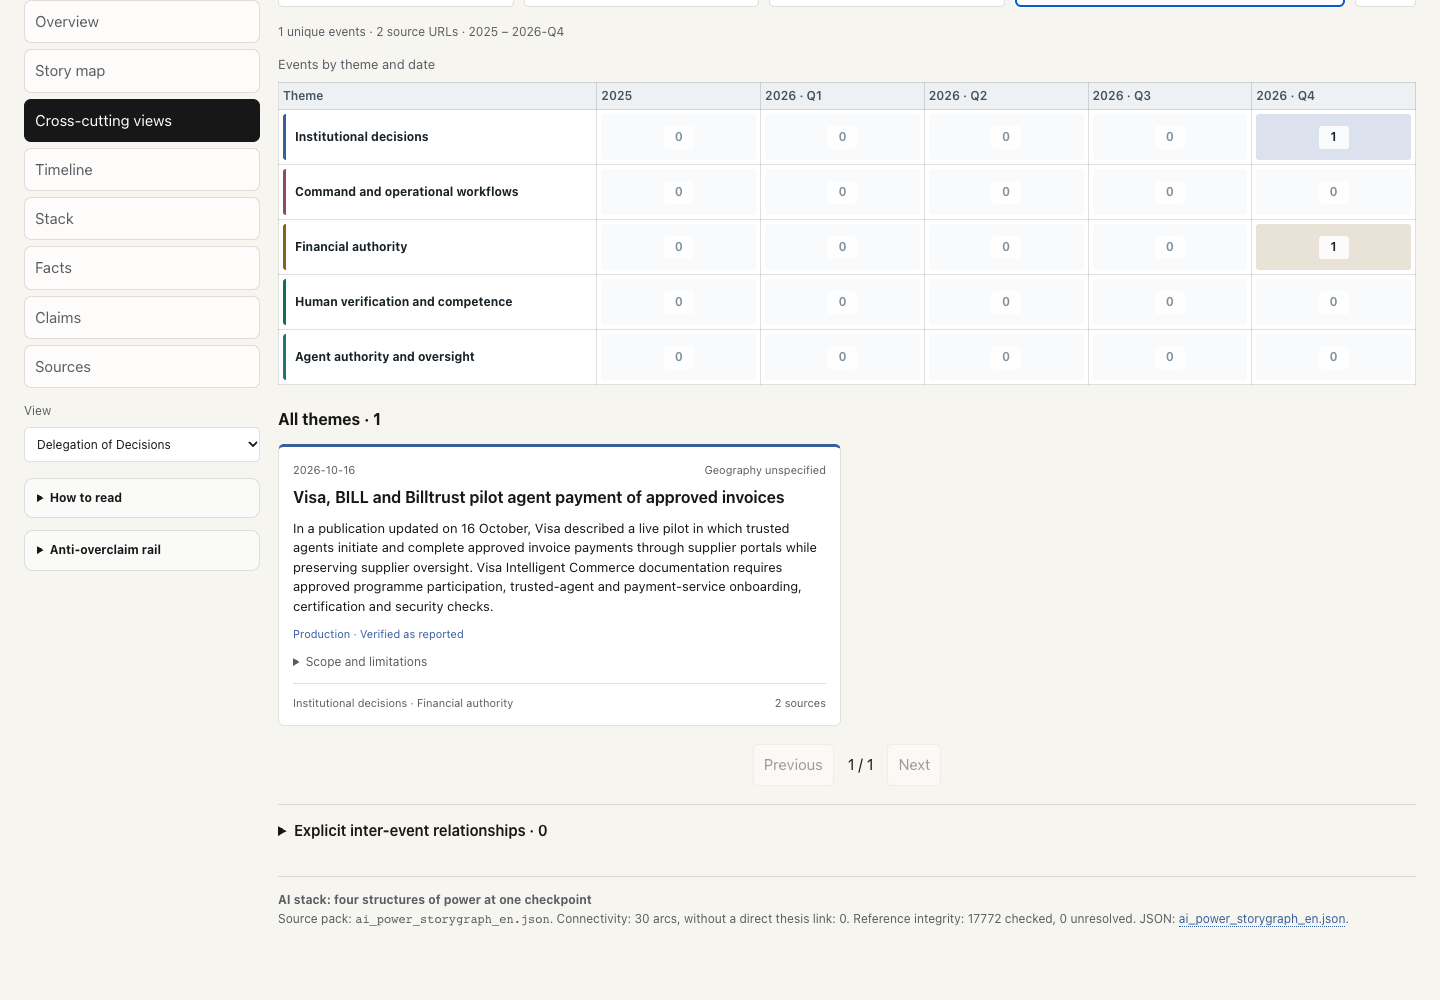 Overview
Story map
Cross-cutting views
Timeline
Stack
Facts
Claims
Sources
View
Delegation of Decisions
How to read
Anti-overclaim rail
1 unique events · 2 source URLs · 2025 – 2026-Q4
Events by theme and date
Theme 2025 2026 · Q1 2026 · Q2 2026 · Q3 2026 · Q4
Institutional decisions 0 0 0 0 1
Command and operational workflows 0 0 0 0 0
Financial authority 0 0 0 0 1
Human verification and competence 0 0 0 0 0
Agent authority and oversight 0 0 0 0 0
All themes · 1
2026-10-16 Geography unspecified
Visa, BILL and Billtrust pilot agent payment of approved invoices
In a publication updated on 16 October, Visa described a live pilot in which trusted
agents initiate and complete approved invoice payments through supplier portals while
preserving supplier oversight. Visa Intelligent Commerce documentation requires
approved programme participation, trusted-agent and payment-service onboarding,
certification and security checks.
Production · Verified as reported
Scope and limitations
Institutional decisions · Financial authority 2 sources
Previous 1 / 1 Next
Explicit inter-event relationships · 0
AI stack: four structures of power at one checkpoint
Source pack: ai_power_storygraph_en.json. Connectivity: 30 arcs, without a direct thesis link: 0. Reference integrity: 17772 checked, 0 unresolved. JSON: ai_power_storygraph_en.json.